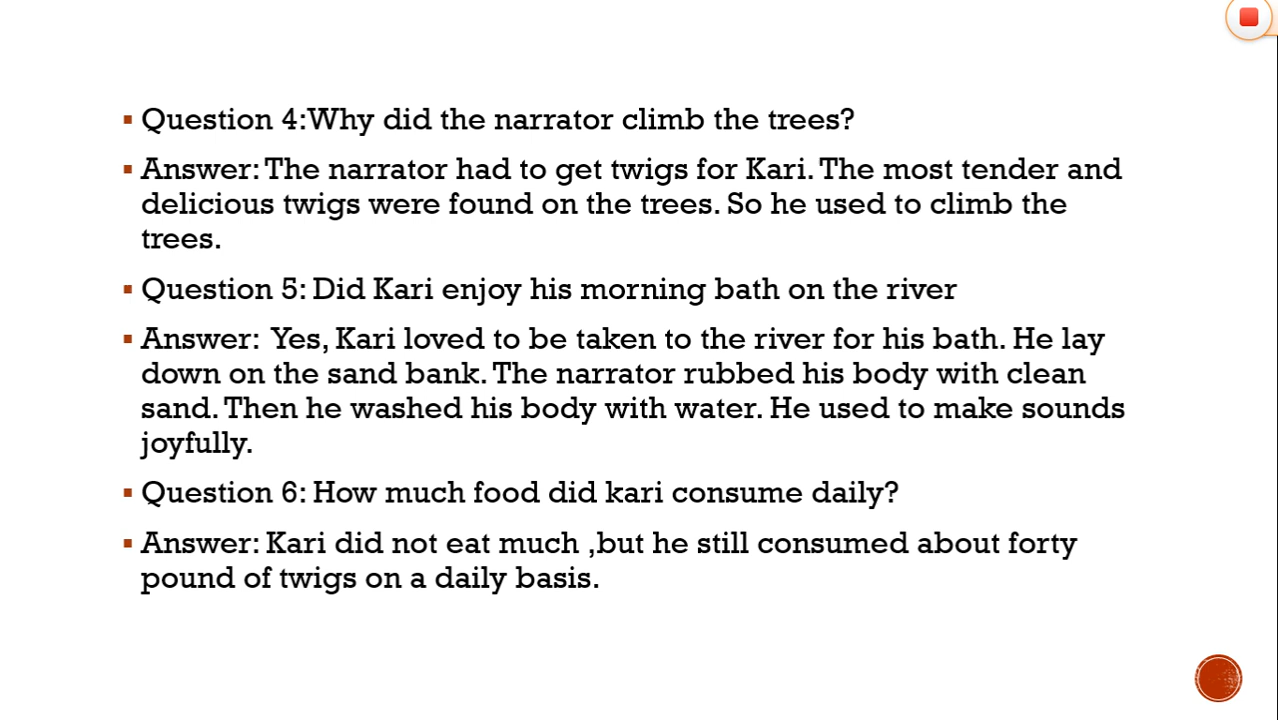 Question 4:Why did the narrator climb the trees?
Answer: The narrator had to get twigs for Kari. The most tender and
delicious twigs were found on the trees. So he used to climb the
trees.
Question 5: Did Kari enjoy his morning bath on the river
Answer:  Yes, Kari loved to be taken to the river for his bath. He lay
down on the sand bank. The narrator rubbed his body with clean
sand. Then he washed his body with water. He used to make sounds
joyfully.
Question 6: How much food did kari consume daily?
Answer: Kari did not eat much ,but he still consumed about forty
pound of twigs on a daily basis.